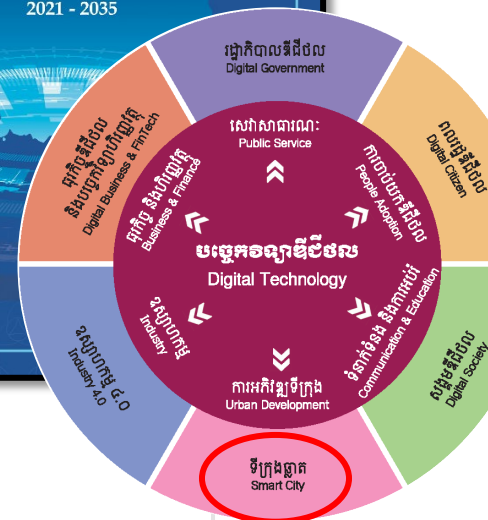 2021 - 2035
រដ្ឋាភិបាលឌីជីថល
Digital Government
ពលរដ្ឋឌីជីថល
Digital Citizen
សង្គមឌីជីថល
Digital Society
ទីក្រុងឆ្លាត
Smart City
ឧស្សាហកម្ម ៤.០
Industry 4.0
ធុរកិច្ចឌីជីថល
និងបច្ចេកវិទ្យាហិរញ្ញវត្ថុ
Digital Business & FinTech
សេវាសាធារណៈ
Public Service
ការចាប់យកឌីជីថល
People Adoption
ទំនាក់ទំនង និងការអប់រំ
Communication & Education
ការអភិវឌ្ឍទីក្រុង
Urban Development
ឧស្សាហកម្ម
Industry
ធុរកិច្ច និងហិរញ្ញវត្ថុ
Business & Finance
បច្ចេកវិទ្យាឌីជីថល
Digital Technology